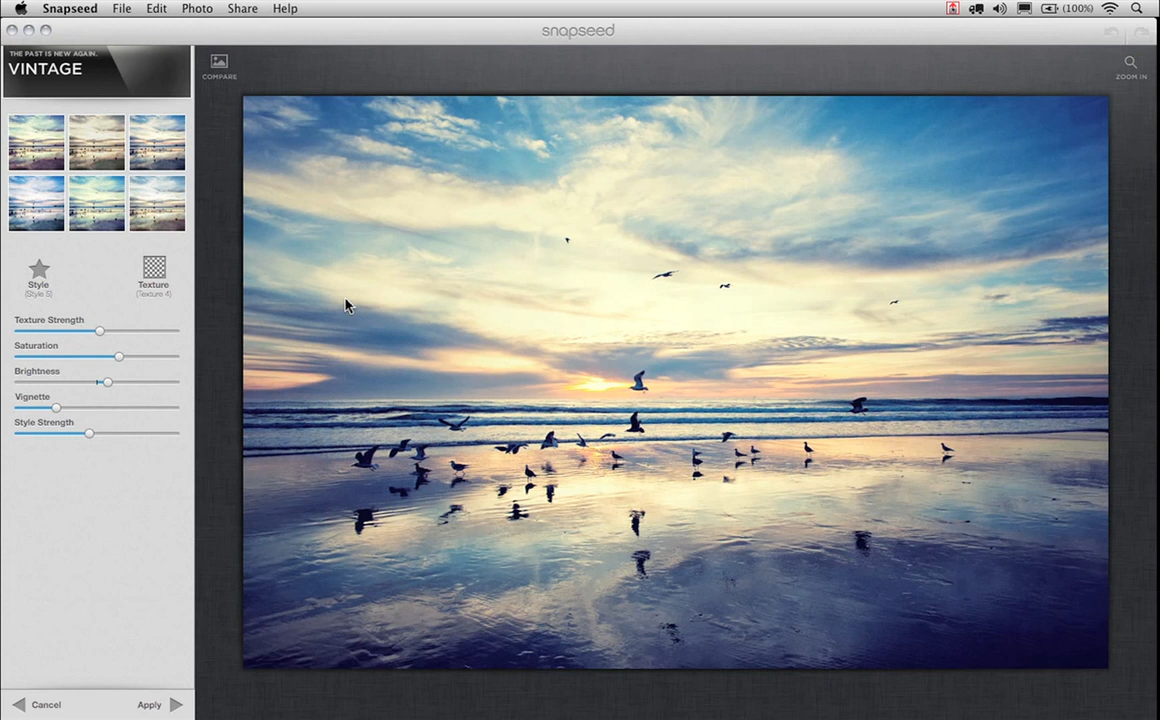 Snapseed File Edit Photo Share Help (100%)
snapseed
THE PAST IS NEW AGAIN.
VINTAGE
COMPARE
ZOOM IN
Style
(Style 5)
Texture
(Texture 4)
Texture Strength
Saturation
Brightness
Vignette
Style Strength
Cancel
Apply